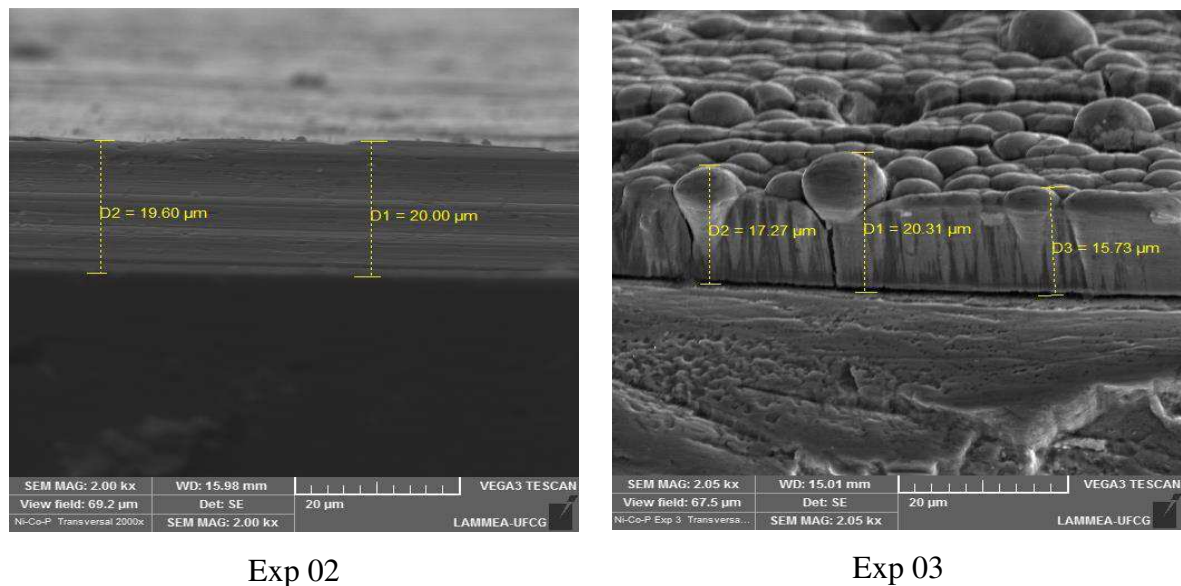 D2 = 19.60 µm
D1 = 20.00 µm
SEM MAG: 2.00 kx
WD: 15.98 mm
VEGA3 TESCAN
View field: 69.2 µm
Det: SE
20 µm
Ni-Co-P Transversal 2000x
SEM MAG: 2.00 kx
LAMMEA-UFCG
Exp 02
D2 = 17.27 µm
D1 = 20.31 µm
D3 = 15.73 µm
SEM MAG: 2.05 kx
WD: 15.01 mm
VEGA3 TESCAN
View field: 67.5 µm
Det: SE
20 µm
Ni-Co-P Exp 3 Transversa...
SEM MAG: 2.05 kx
LAMMEA-UFCG
Exp 03